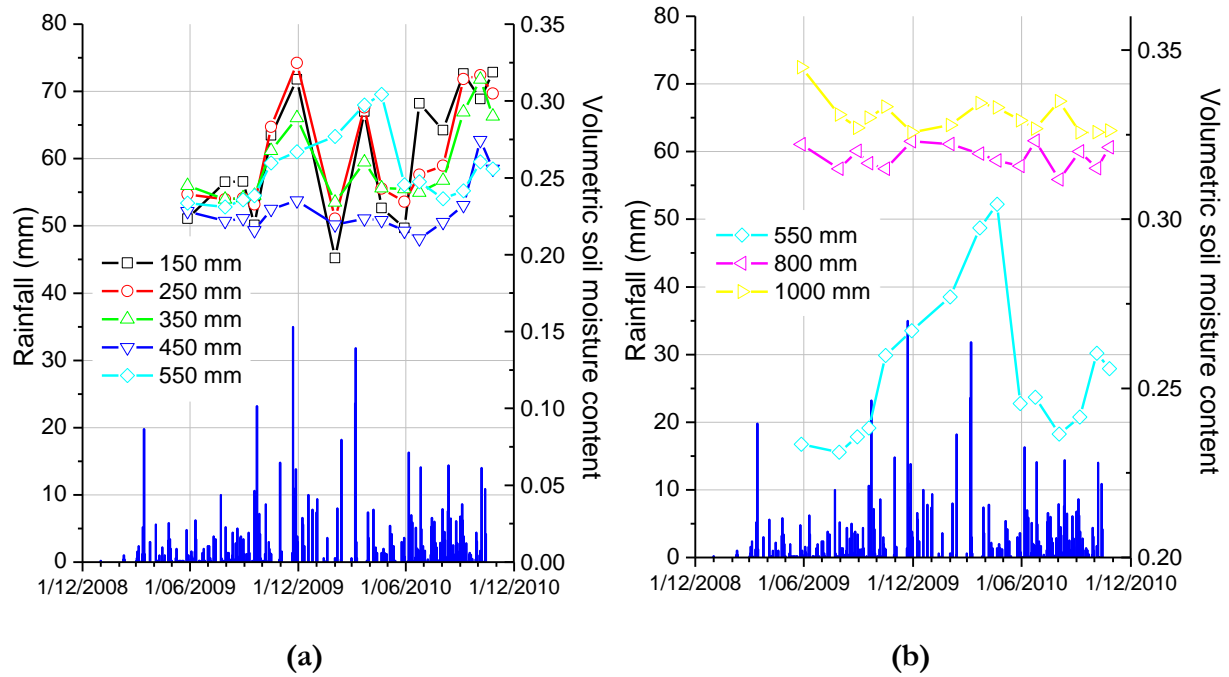 80
70
60
50
40
30
20
10
0
Rainfall (mm)
150 mm
250 mm
350 mm
450 mm
550 mm
0.35
0.30
0.25
0.20
0.15
0.10
0.05
0.00
Volumetric soil moisture content
1/12/2008 1/06/2009 1/12/2009 1/06/2010 1/12/2010
(a)
80
70
60
50
40
30
20
10
0
Rainfall (mm)
550 mm
800 mm
1000 mm
0.35
0.30
0.25
0.20
Volumetric soil moisture content
1/12/2008 1/06/2009 1/12/2009 1/06/2010 1/12/2010
(b)